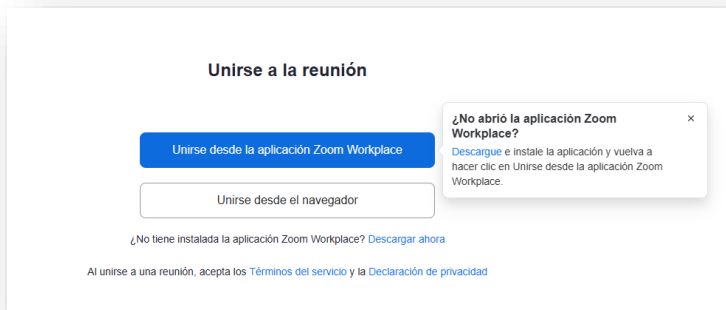 Unirse a la reunión
Unirse desde la aplicación Zoom Workplace
¿No abrió la aplicación Zoom
Workplace?
Descargue e instale la aplicación y vuelva a
hacer clic en Unirse desde la aplicación Zoom
Workplace.
Unirse desde el navegador
¿No tiene instalada la aplicación Zoom Workplace? Descargar ahora
Al unirse a una reunión, acepta los Términos del servicio y la Declaración de privacidad